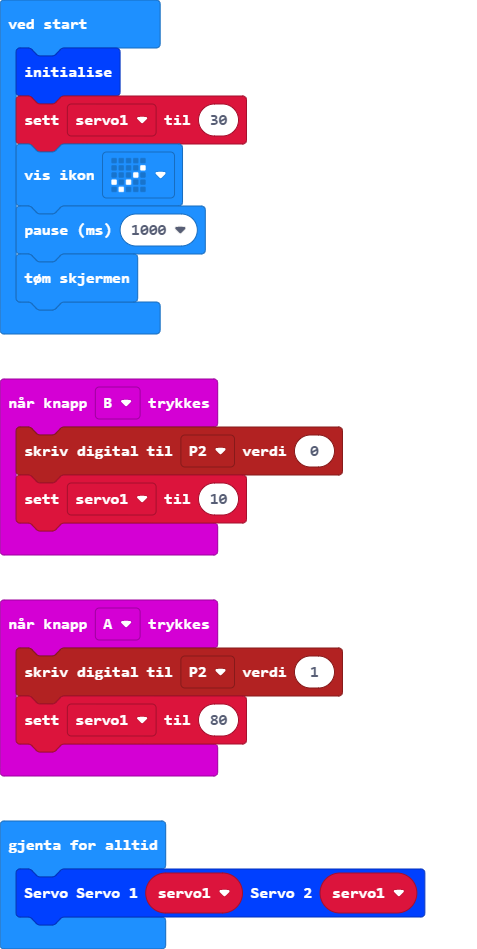 ved start
initialise
sett servo1 til 30
vis ikon
pause (ms) 1000
tøm skjermen
når knapp B trykkes
skriv digital til P2 verdi 0
sett servo1 til 10
når knapp A trykkes
skriv digital til P2 verdi 1
sett servo1 til 80
gjenta for alltid
Servo Servo 1 servo1 Servo 2 servo1